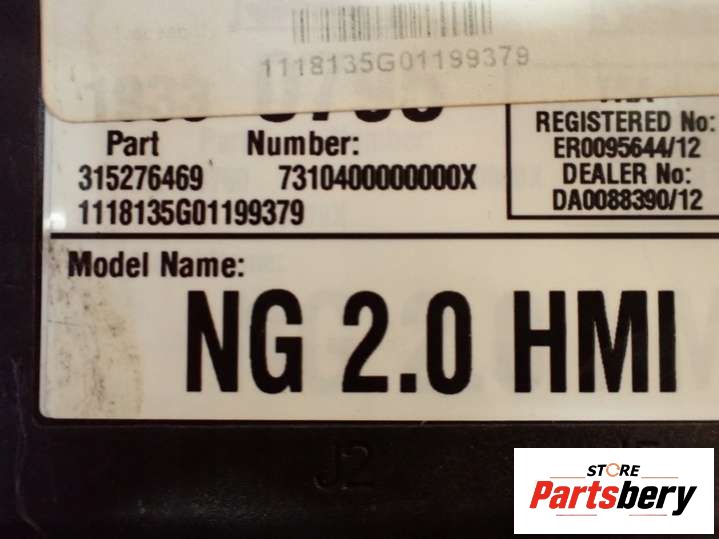 1118135G01199379
Part Number:
315276469 7310400000000X
1118135G01199379
REGISTERED No:
ER0095644/12
DEALER No:
DA0088390/12
Model Name:
NG 2.0 HMI
J2
STORE
Partsbery